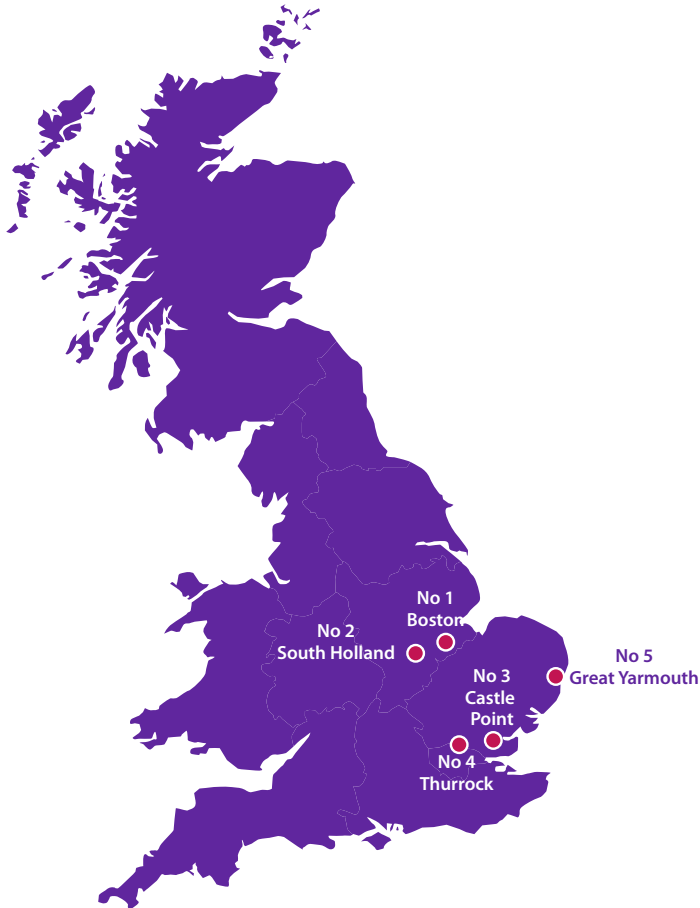 No 1
Boston
No 2
South Holland
No 3
Castle
Point
No 5
Great Yarmouth
No 4
Thurrock